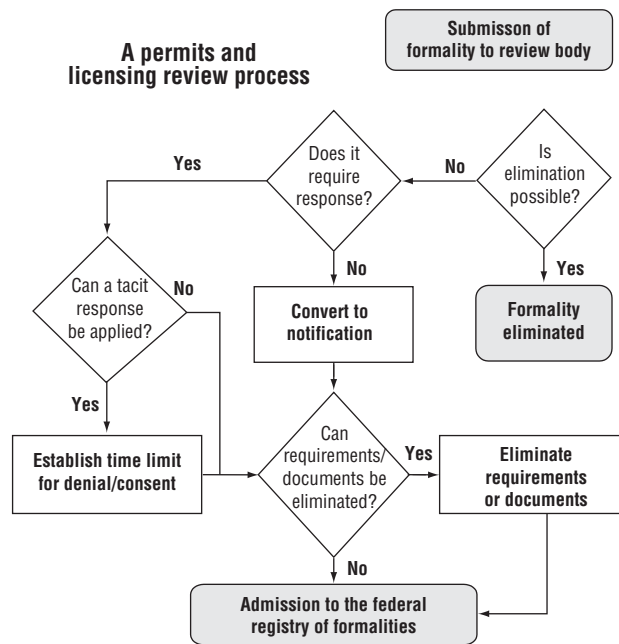 A permits and
licensing review process
Submisson of
formality to review body
Is
elimination
possible?
No
Does it
require
response?
Yes
Yes
Formality
eliminated
No
Convert to
notification
Can a tacit
response
be applied?
No
Yes
Establish time limit
for denial/consent
Can
requirements/
documents be
eliminated?
Yes
Eliminate
requirements
or documents
No
Admission to the federal
registry of formalities